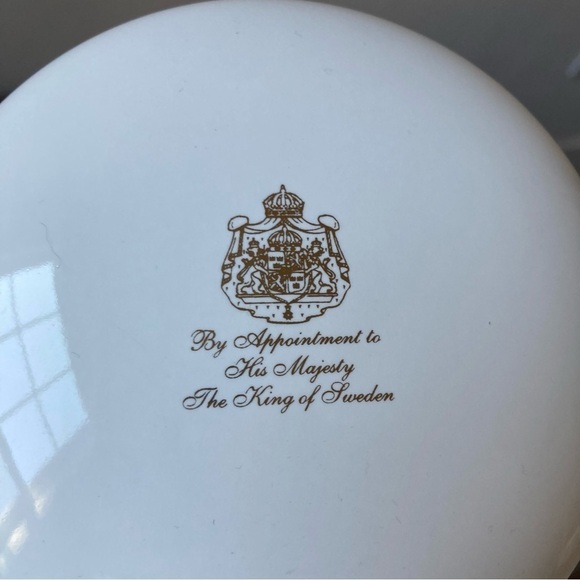 By Appointment to
His Majesty
The King of Sweden